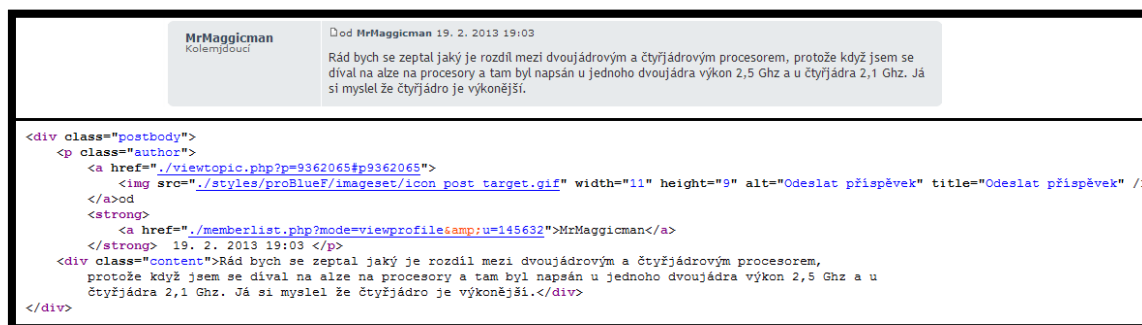 MrMaggicman
Kolemjdoucí
od MrMaggicman 19. 2. 2013 19:03
Rád bych se zeptal jaký je rozdíl mezi dvoujádrovým a čtyřjádrovým procesorem, protože když jsem se
díval na alze na procesory a tam byl napsán u jednoho dvoujádra výkon 2,5 Ghz a u čtyřjádra 2,1 Ghz. Já
si myslel že čtyřjádro je výkonější.
<div class="postbody">
<p class="author">
<a href="./viewtopic.php?p=9362065#p9362065">
<img src="./styles/proBlueF/imageset/icon_post_target.gif" width="11" height="9" alt="Odeslat příspěvek" title="Odeslat příspěvek" /
</a>od
<strong>
<a href="./memberlist.php?mode=viewprofile&amp;u=145632">MrMaggicman</a>
</strong> 19. 2. 2013 19:03 </p>
<div class="content">Rád bych se zeptal jaký je rozdíl mezi dvoujádrovým a čtyřjádrovým procesorem,
protože když jsem se díval na alze na procesory a tam byl napsán u jednoho dvoujádra výkon 2,5 Ghz a u
čtyřjádra 2,1 Ghz. Já si myslel že čtyřjádro je výkonější.</div>
</div>